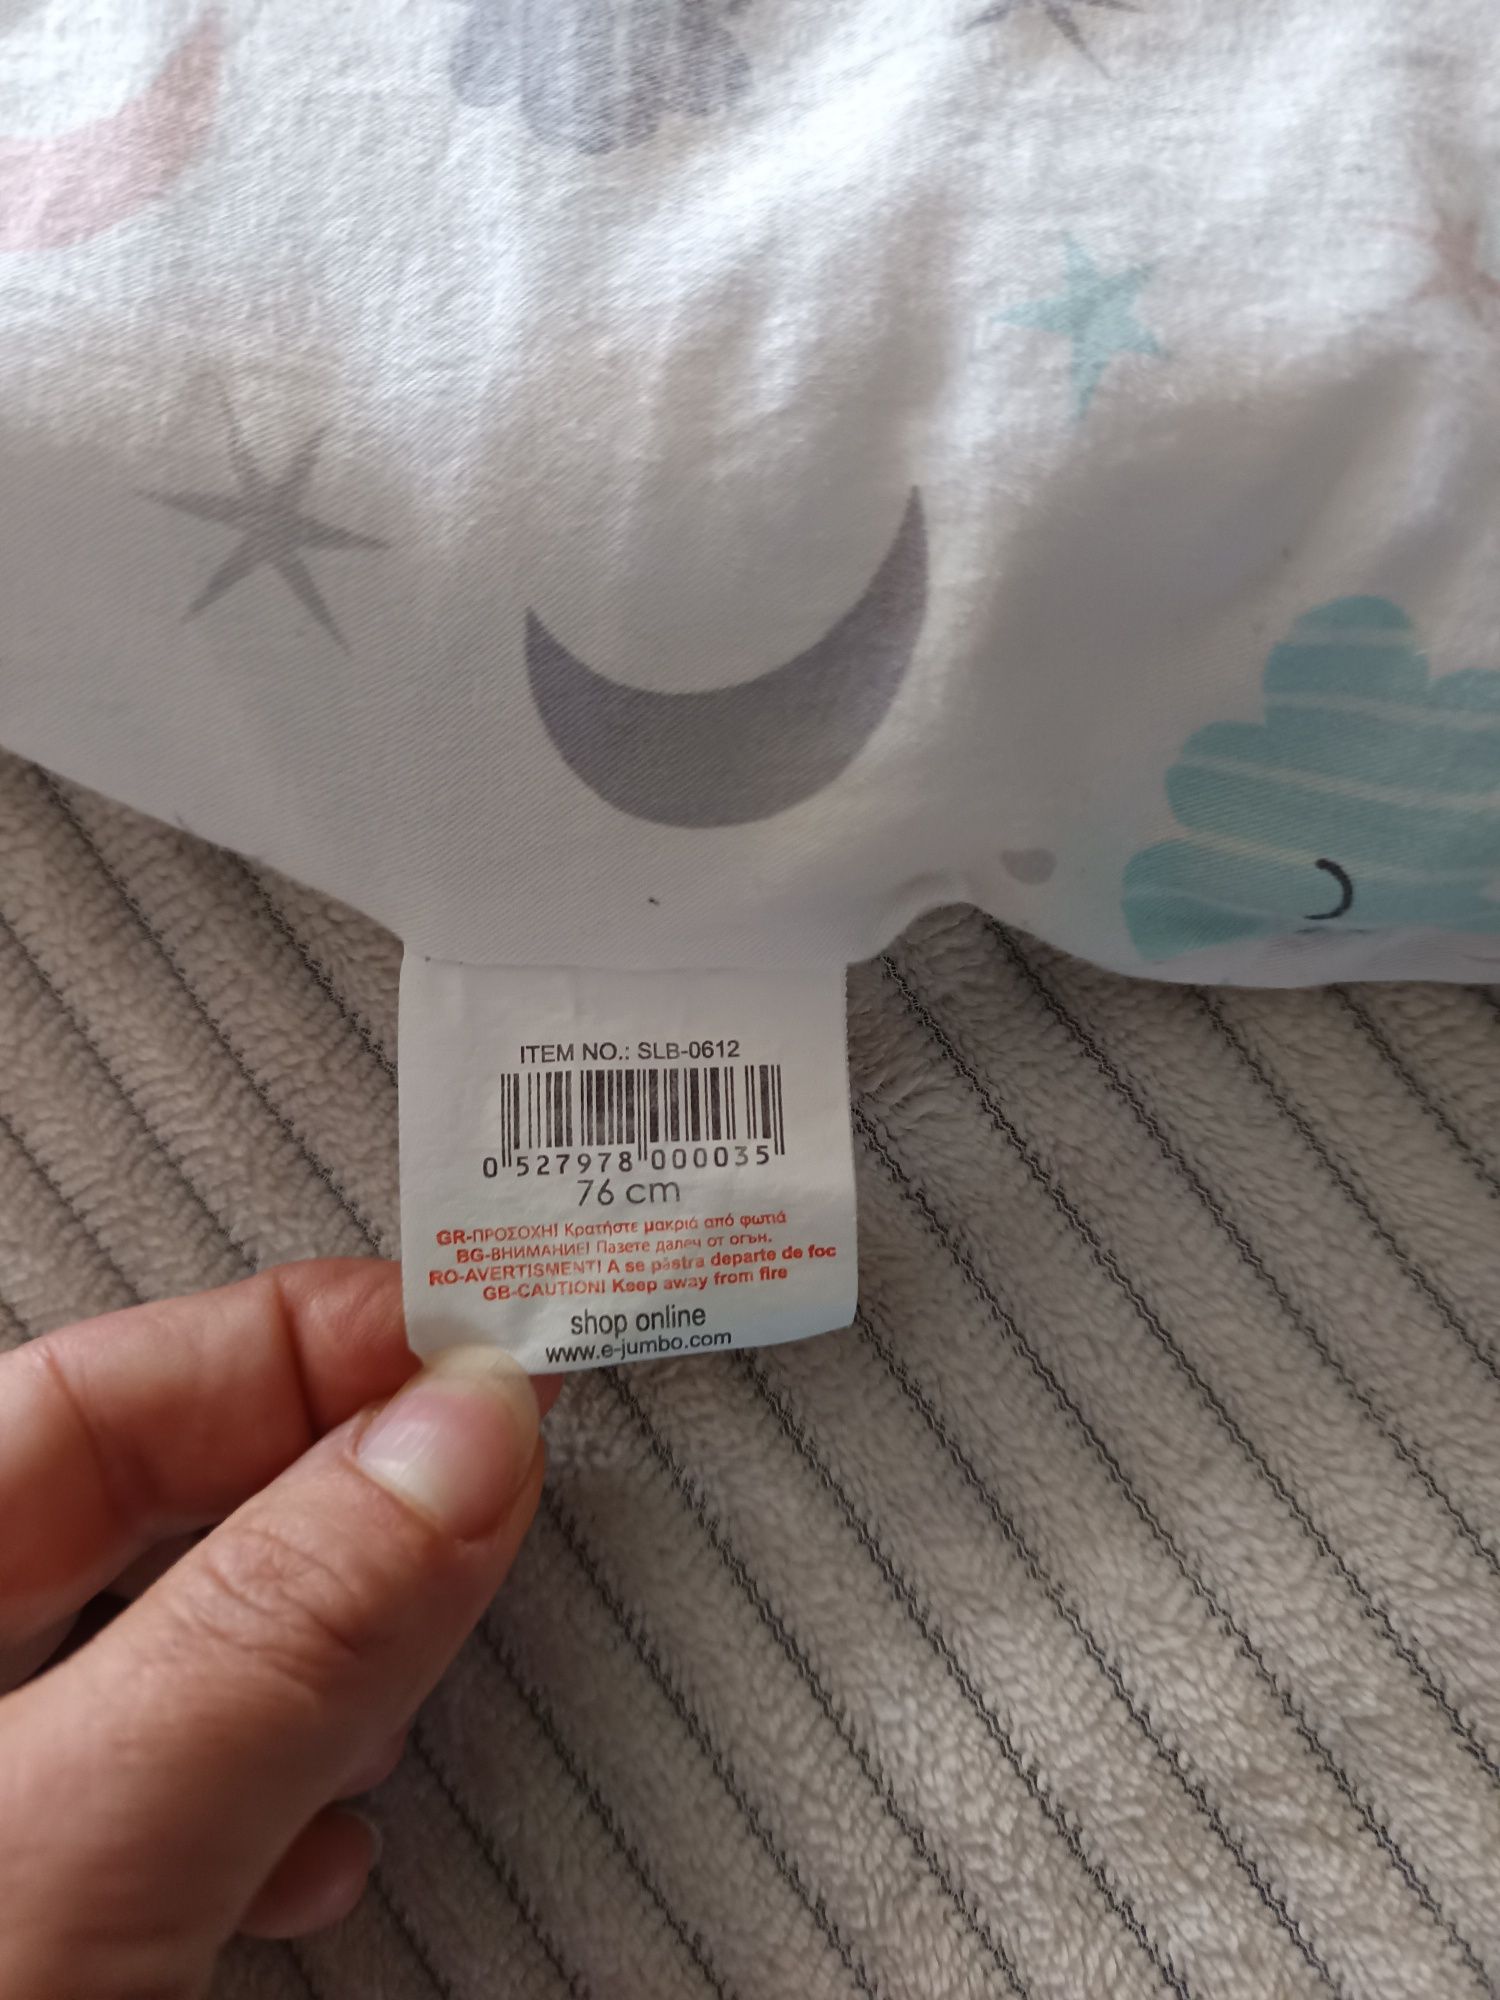 ITEM NO.: SLB-0612
0 527978 000035
76 cm
GR-ΠΡΟΣΟΧΗ! Κρατήστε μακριά από φωτιά
BG-ВНИМАНИЕ! Пазете далеч от огън.
RO-AVERTISMENT! A se păstra departe de foc
GB-CAUTION! Keep away from fire
shop online
www.e-jumbo.com